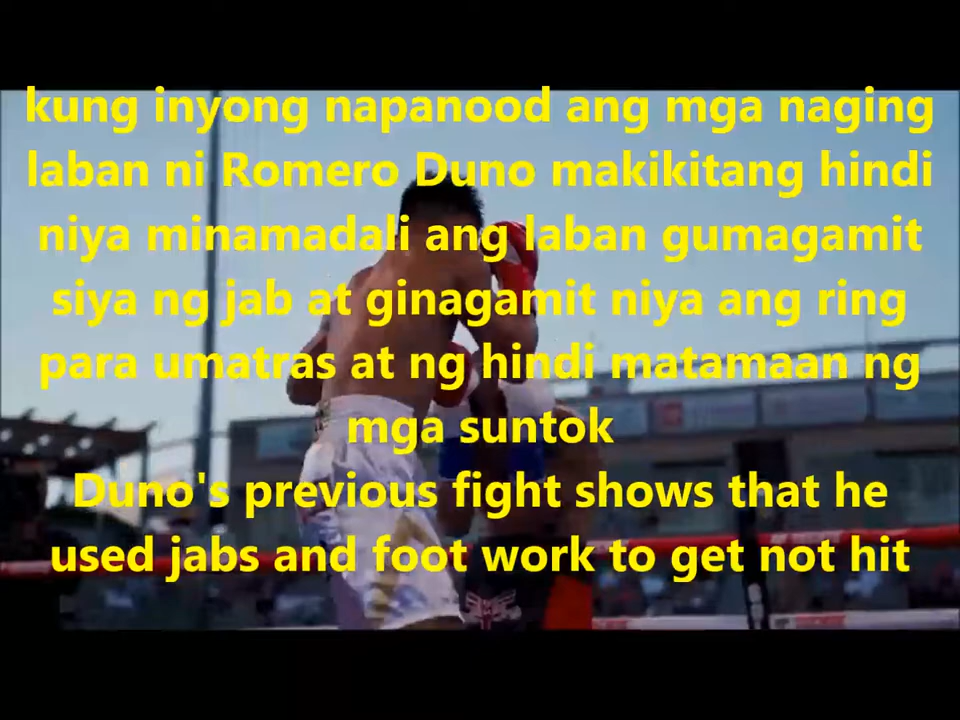 kung inyong napanood ang mga naging
laban ni Romero Duno makikitang hindi
niya minamadali ang laban gumagamit
siya ng jab at ginagamit niya ang ring
para umatras at ng hindi matamaan ng
mga suntok
Duno's previous fight shows that he
used jabs and foot work to get not hit